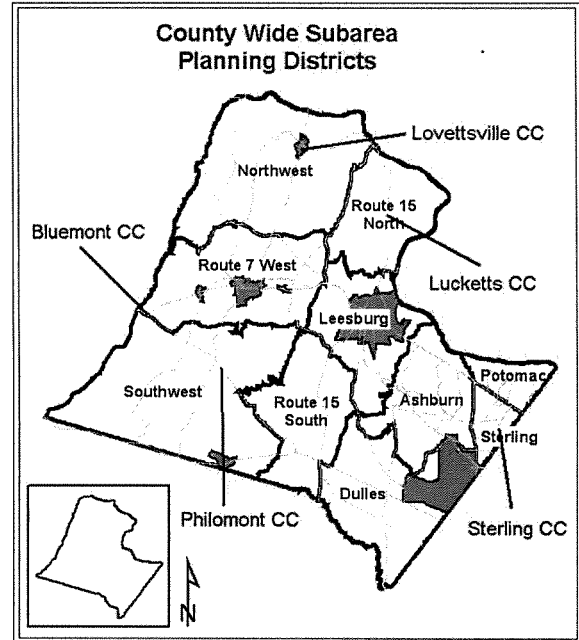 County Wide Subarea
Planning Districts
Lovettsville CC
Northwest
Route 15
North
Bluemont CC
Route 7 West
Lucketts CC
Leesburg
Southwest
Route 15
South
Ashburn
Potomac
Sterling
Dulles
Philomont CC
Sterling CC
N